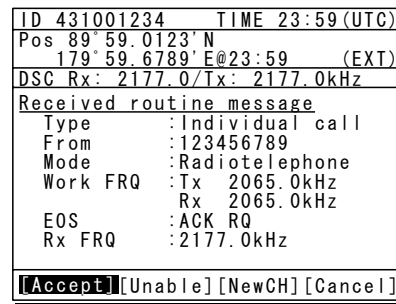 ID 431001234 TIME 23:59(UTC)
Pos 89°59.0123'N
179°59.6789'E@23:59 (EXT)
DSC Rx: 2177.0/Tx: 2177.0kHz
Received routine message
Type :Individual call
From :123456789
Mode :Radiotelephone
Work FRQ :Tx 2065.0kHz
Rx 2065.0kHz
EOS :ACK RQ
Rx FRQ :2177.0kHz
[Accept][Unable][NewCH][Cancel]